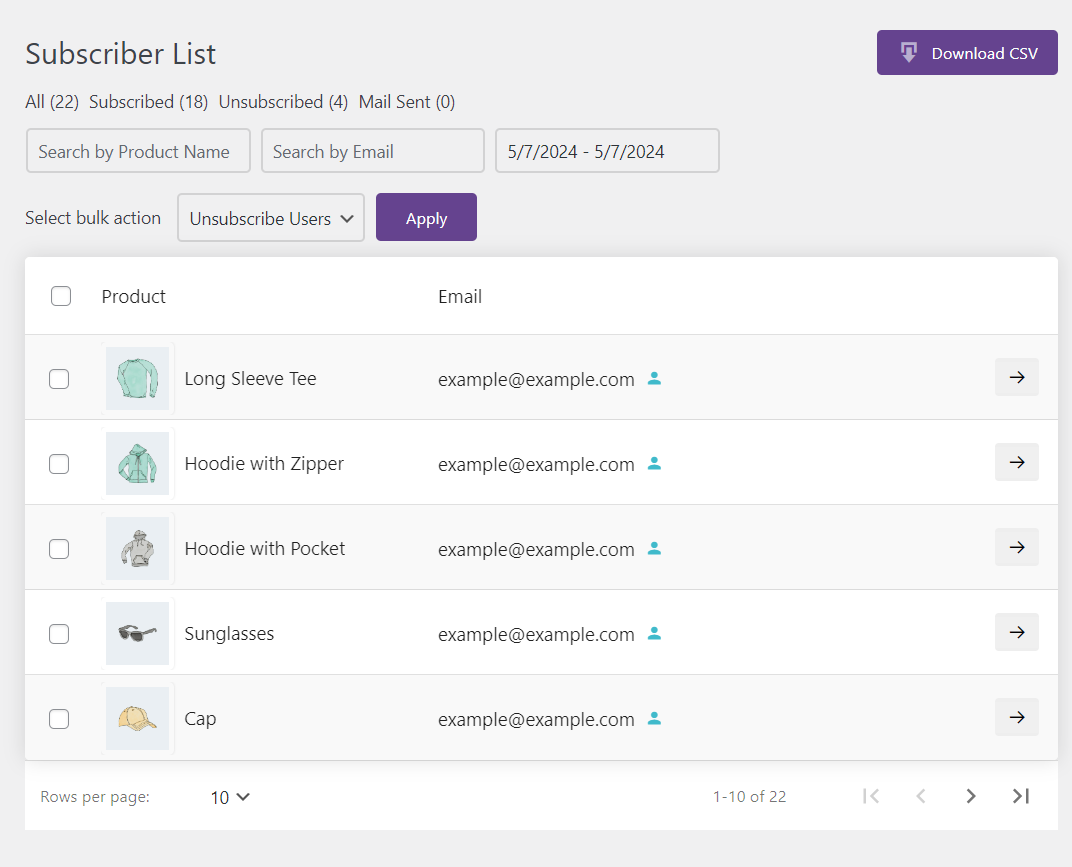 Subscriber List
Download CSV
All (22) Subscribed (18) Unsubscribed (4) Mail Sent (0)
Search by Product Name
Search by Email
5/7/2024 - 5/7/2024
Select bulk action
Unsubscribe Users
Apply
Product
Email
Long Sleeve Tee
example@example.com
Hoodie with Zipper
example@example.com
Hoodie with Pocket
example@example.com
Sunglasses
example@example.com
Cap
example@example.com
Rows per page:
10
1-10 of 22